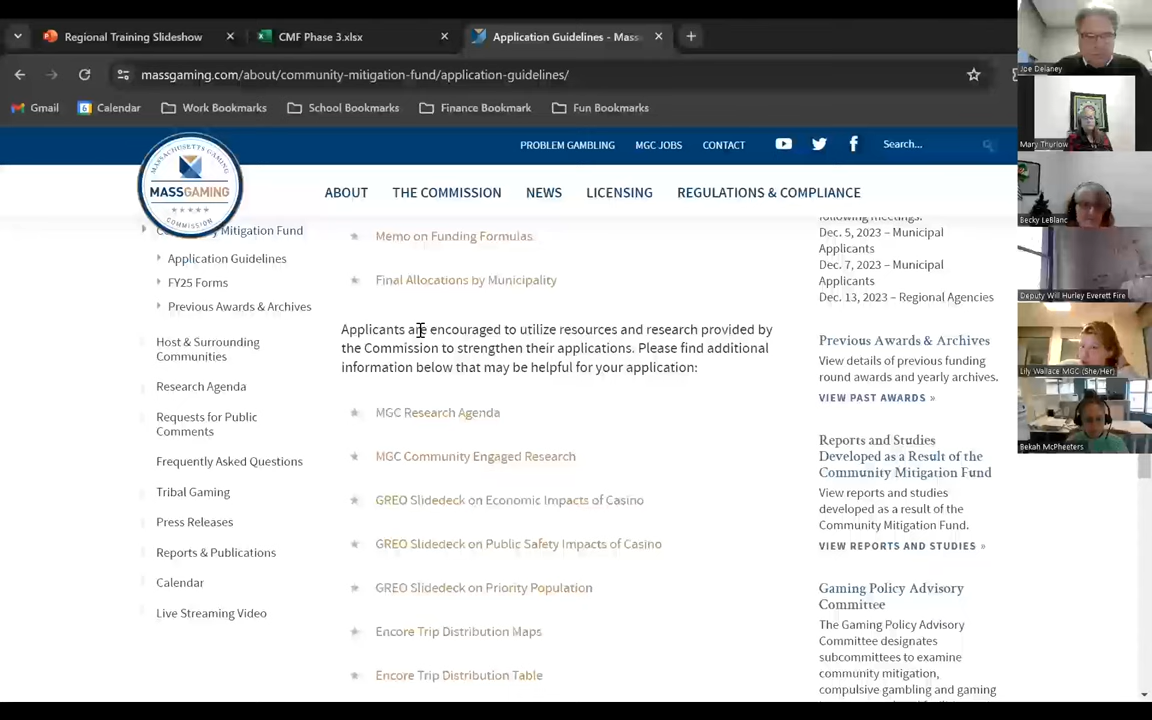 Regional Training Slideshow
CMF Phase 3.xlsx
Application Guidelines - Mass
massgaming.com/about/community-mitigation-fund/application-guidelines/
Gmail
Calendar
Work Bookmarks
School Bookmarks
Finance Bookmark
Fun Bookmarks
PROBLEM GAMBLING
MGC JOBS
CONTACT
Search...
MASSACHUSETTS GAMING
MASSGAMING
COMMISSION
ABOUT
THE COMMISSION
NEWS
LICENSING
REGULATIONS & COMPLIANCE
Community Mitigation Fund
Application Guidelines
FY25 Forms
Previous Awards & Archives
Host & Surrounding
Communities
Research Agenda
Requests for Public
Comments
Frequently Asked Questions
Tribal Gaming
Press Releases
Reports & Publications
Calendar
Live Streaming Video
Memo on Funding Formulas
Final Allocations by Municipality
Applicants are encouraged to utilize resources and research provided by
the Commission to strengthen their applications. Please find additional
information below that may be helpful for your application:
MGC Research Agenda
MGC Community Engaged Research
GREO Slidedeck on Economic Impacts of Casino
GREO Slidedeck on Public Safety Impacts of Casino
GREO Slidedeck on Priority Population
Encore Trip Distribution Maps
Encore Trip Distribution Table
following meetings:
Dec. 5, 2023 – Municipal
Applicants
Dec. 7, 2023 – Municipal
Applicants
Dec. 13, 2023 – Regional Agencies
Previous Awards & Archives
View details of previous funding
round awards and yearly archives.
VIEW PAST AWARDS »
Reports and Studies
Developed as a Result of the
Community Mitigation Fund
View reports and studies
developed as a result of the
Community Mitigation Fund.
VIEW REPORTS AND STUDIES »
Gaming Policy Advisory
Committee
The Gaming Policy Advisory
Committee designates
subcommittees to examine
community mitigation,
compulsive gambling and gaming
Joe Delaney
Mary Thurlow
Becky LeBlanc
Deputy Will Hurley Everett Fire
Lily Wallace MGC (She/Her)
Bekah McPheeters